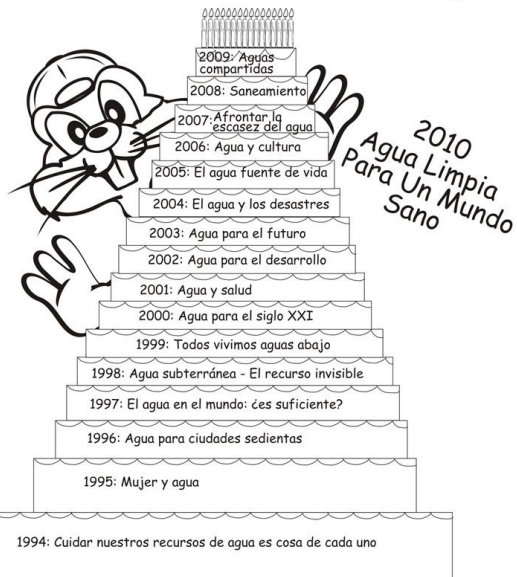 2009: Aguas
compartidas
2008: Saneamiento
2007: Afrontar la
escasez del agua
2006: Agua y cultura
2005: El agua fuente de vida
2004: El agua y los desastres
2003: Agua para el futuro
2002: Agua para el desarrollo
2001: Agua y salud
2000: Agua para el siglo XXI
1999: Todos vivimos aguas abajo
1998: Agua subterránea - El recurso invisible
1997: El agua en el mundo: ¿es suficiente?
1996: Agua para ciudades sedientas
1995: Mujer y agua
1994: Cuidar nuestros recursos de agua es cosa de cada uno
2010
Agua Limpia
Para Un Mundo
Sano